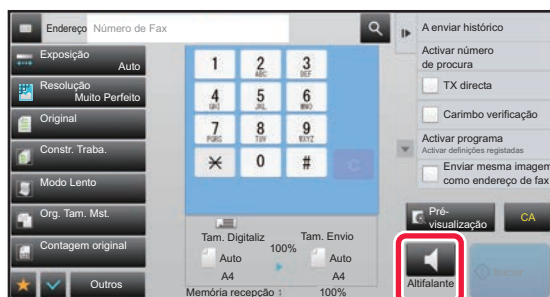 Endereço Número de Fax
Exposição
Auto
Resolução
Muito Perfeito
Original
Constr. Traba.
Modo Lento
Org. Tam. Mst.
Contagem original
Outros
1 2 3
ABC DEF
4 5 6
GHI JKL MNO
7 8 9
PQRS TUV WXYZ
0 #
C
Tam. Digitaliz
100%
Tam. Envio
Auto
A4
Auto
A4
Memória recepção : 100%
A enviar histórico
Activar número
de procura
TX directa
Carimbo verificação
Activar programa
Activar definições registadas
Enviar mesma imagem
como endereço de fax
Pré-
visualização
CA
Altifalante
Iniciar